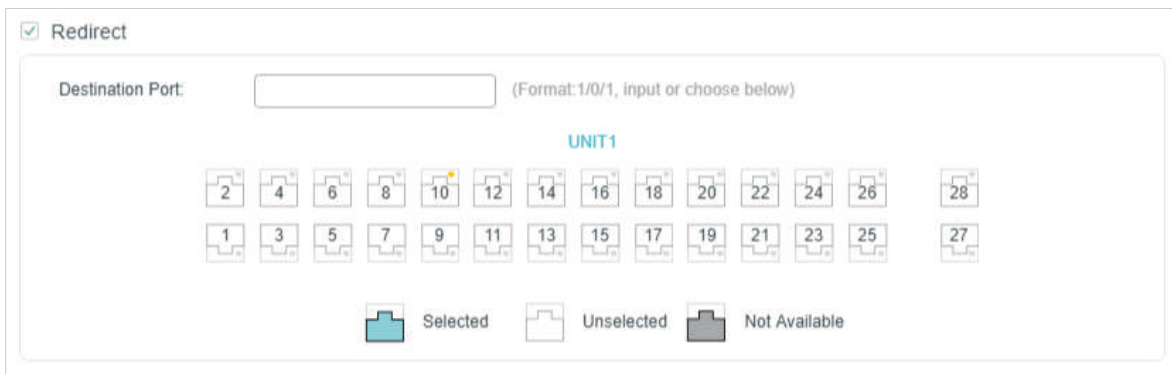 Redirect
Destination Port: (Format:1/0/1, input or choose below)
UNIT1
2 4 6 8 10 12 14 16 18 20 22 24 26 28
1 3 5 7 9 11 13 15 17 19 21 23 25 27
Selected Unselected Not Available